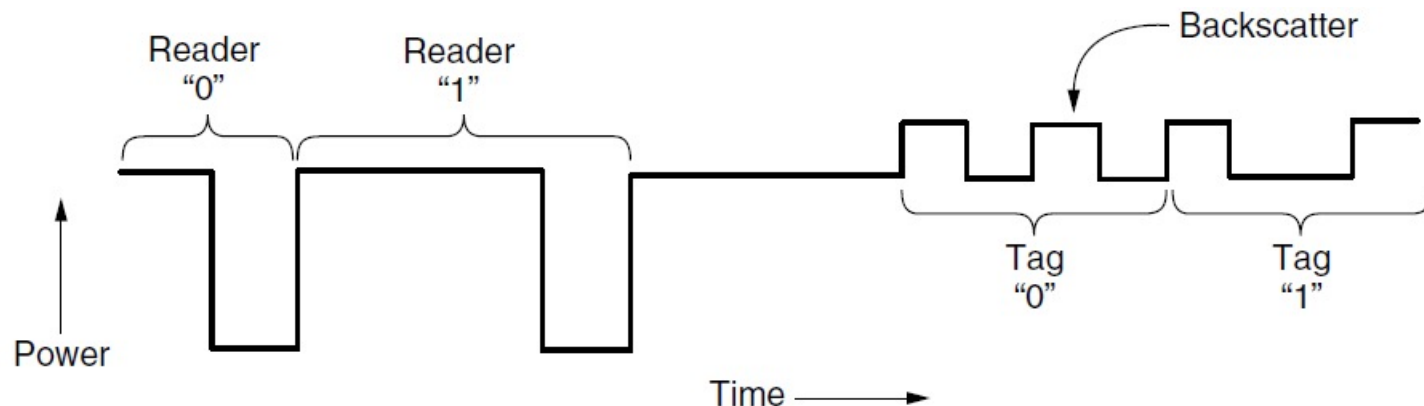 Reader
“0”
Reader
“1”
Backscatter
Tag
“0”
Tag
“1”
Power
Time